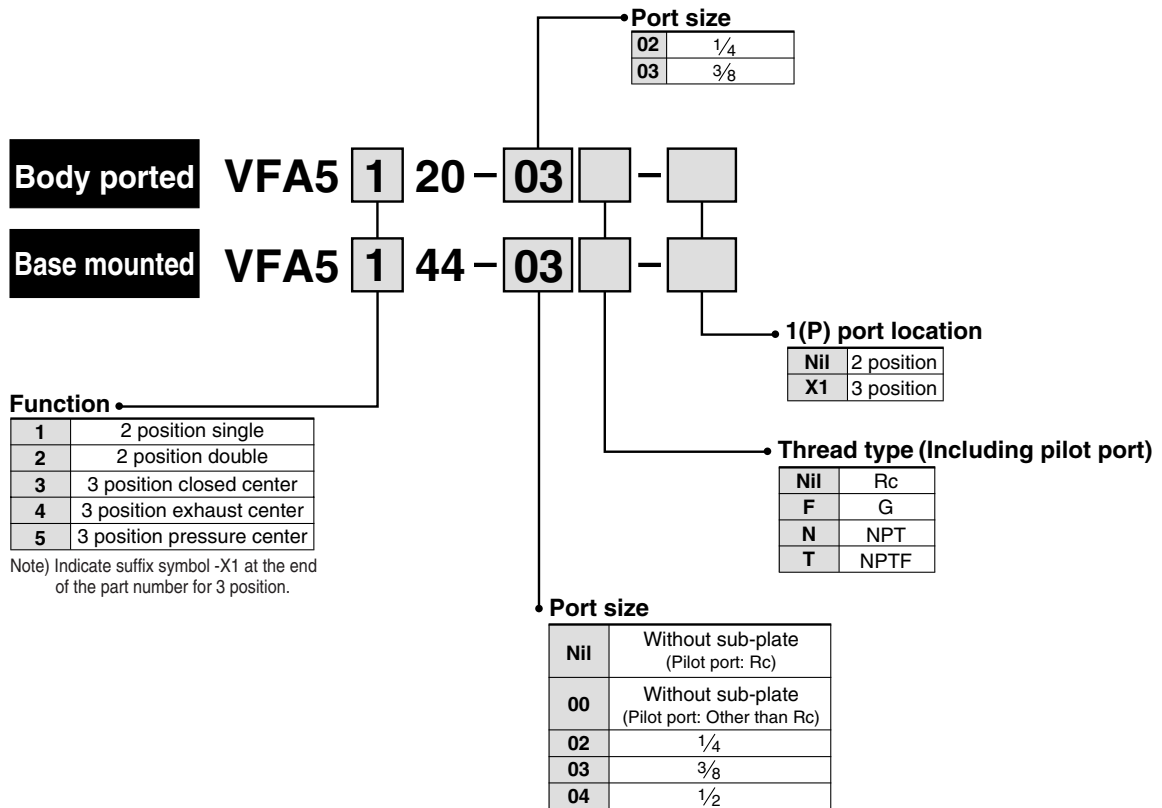 Port size
02 1/4
03 3/8
Body ported VFA5 1 20 – 03 –
Base mounted VFA5 1 44 – 03 –
1(P) port location
Nil 2 position
X1 3 position
Function
1 2 position single
2 2 position double
3 3 position closed center
4 3 position exhaust center
5 3 position pressure center
Note) Indicate suffix symbol -X1 at the end
of the part number for 3 position.
Thread type (Including pilot port)
Nil Rc
F G
N NPT
T NPTF
Port size
Nil Without sub-plate
(Pilot port: Rc)
00 Without sub-plate
(Pilot port: Other than Rc)
02 1/4
03 3/8
04 1/2